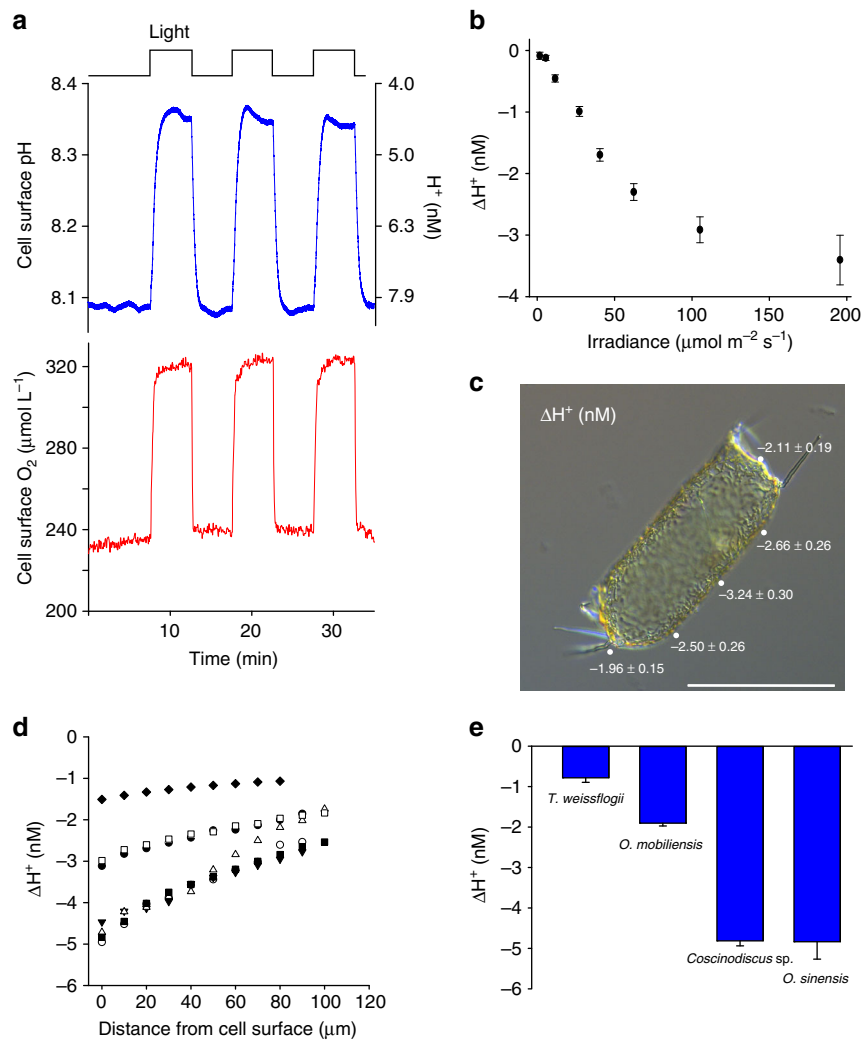 a
Light
8.4
8.3
8.2
8.1
Cell surface pH
4.0
5.0
6.3
7.9
H+ (nM)
320
280
240
200
Cell surface O2 (μmol L−1)
10 20 30
Time (min)
b
0
−1
−2
−3
−4
ΔH+ (nM)
0 50 100 150 200
Irradiance (μmol m−2 s−1)
c
ΔH+ (nM)
−2.11 ± 0.19
−2.66 ± 0.26
−3.24 ± 0.30
−2.50 ± 0.26
−1.96 ± 0.15
d
0
−1
−2
−3
−4
−5
−6
ΔH+ (nM)
0 20 40 60 80 100 120
Distance from cell surface (μm)
e
0
−1
−2
−3
−4
−5
−6
ΔH+ (nM)
T. weissflogii
O. mobiliensis
Coscinodiscus sp.
O. sinensis